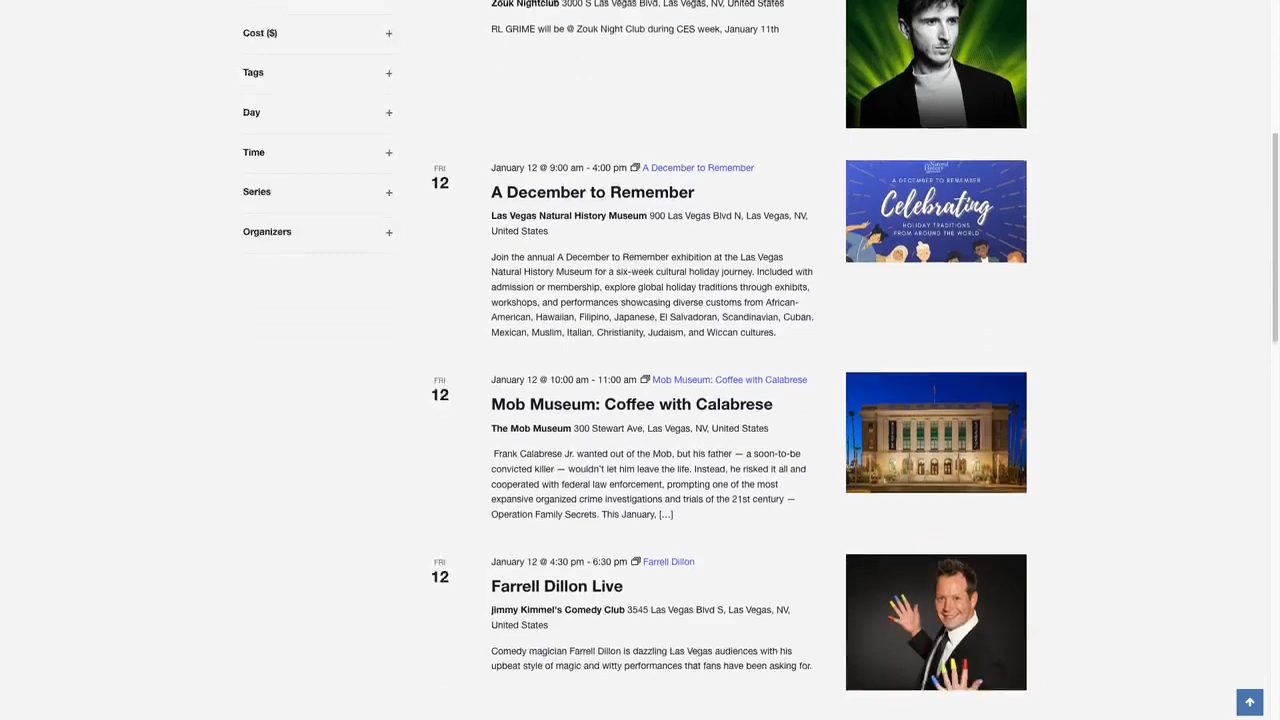 Zouk Nightclub 3000 S Las Vegas Blvd, Las Vegas, NV, United States
RL GRIME will be @ Zouk Night Club during CES week, January 11th
Cost ($) +
Tags +
Day +
Time +
Series +
Organizers +
FRI
12
January 12 @ 9:00 am - 4:00 pm A December to Remember
A December to Remember
Las Vegas Natural History Museum 900 Las Vegas Blvd N, Las Vegas, NV,
United States
Join the annual A December to Remember exhibition at the Las Vegas
Natural History Museum for a six-week cultural holiday journey. Included with
admission or membership, explore global holiday traditions through exhibits,
workshops, and performances showcasing diverse customs from African-
American, Hawaiian, Filipino, Japanese, El Salvadoran, Scandinavian, Cuban,
Mexican, Muslim, Italian, Christianity, Judaism, and Wiccan cultures.
Natural
History
A DECEMBER TO REMEMBER
Celebrating
HOLIDAY TRADITIONS
FROM AROUND THE WORLD
FRI
12
January 12 @ 10:00 am - 11:00 am Mob Museum: Coffee with Calabrese
Mob Museum: Coffee with Calabrese
The Mob Museum 300 Stewart Ave, Las Vegas, NV, United States
Frank Calabrese Jr. wanted out of the Mob, but his father — a soon-to-be
convicted killer — wouldn't let him leave the life. Instead, he risked it all and
cooperated with federal law enforcement, prompting one of the most
expansive organized crime investigations and trials of the 21st century —
Operation Family Secrets. This January, […]
FRI
12
January 12 @ 4:30 pm - 6:30 pm Farrell Dillon
Farrell Dillon Live
jimmy Kimmel's Comedy Club 3545 Las Vegas Blvd S, Las Vegas, NV,
United States
Comedy magician Farrell Dillon is dazzling Las Vegas audiences with his
upbeat style of magic and witty performances that fans have been asking for.